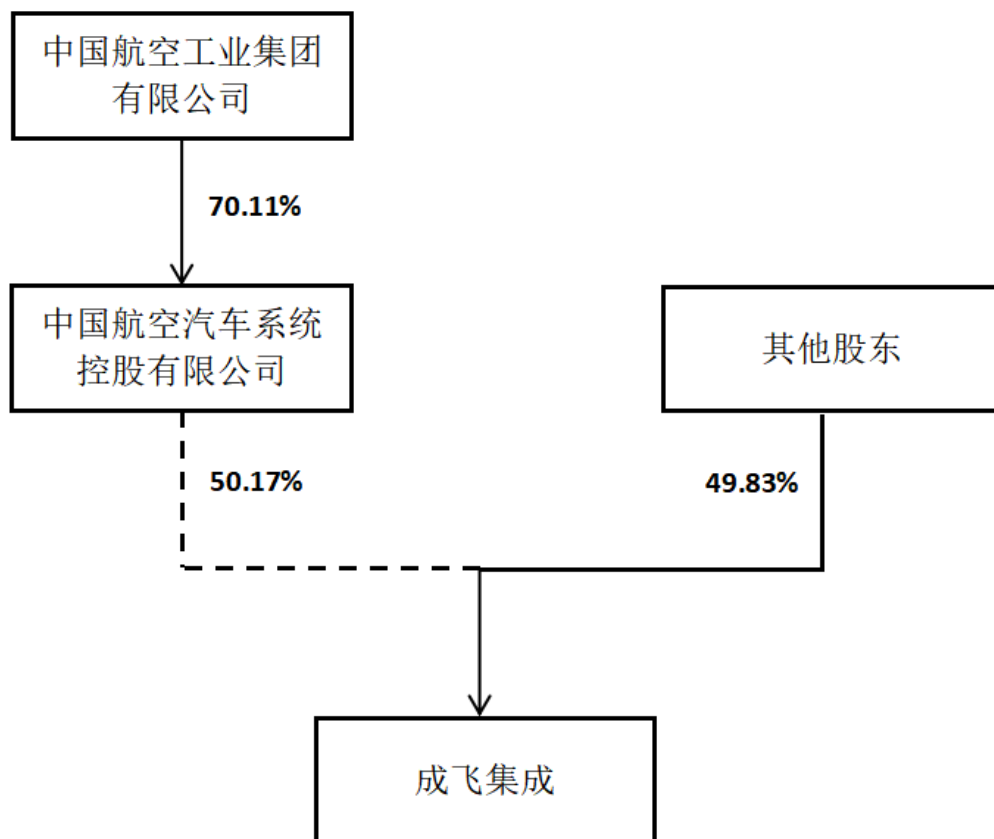 中国航空工业集团
有限公司
70.11%
中国航空汽车系统
控股有限公司
其他股东
50.17%
49.83%
成飞集成